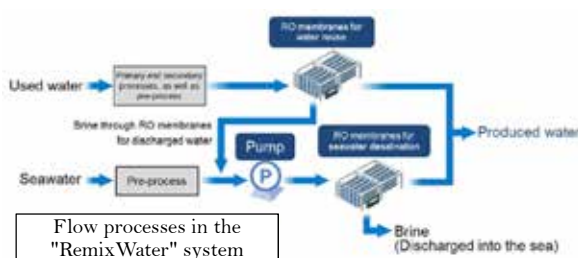 RO membranes for
water reuse
Used water
Primary and secondary
processes, as well as
pre-process
Brine through RO membranes
for discharged water
Pump
P
RO membranes for
seawater desalination
Produced water
Seawater
Pre-process
Brine
(Discharged into the sea)
Flow processes in the
"RemixWater" system